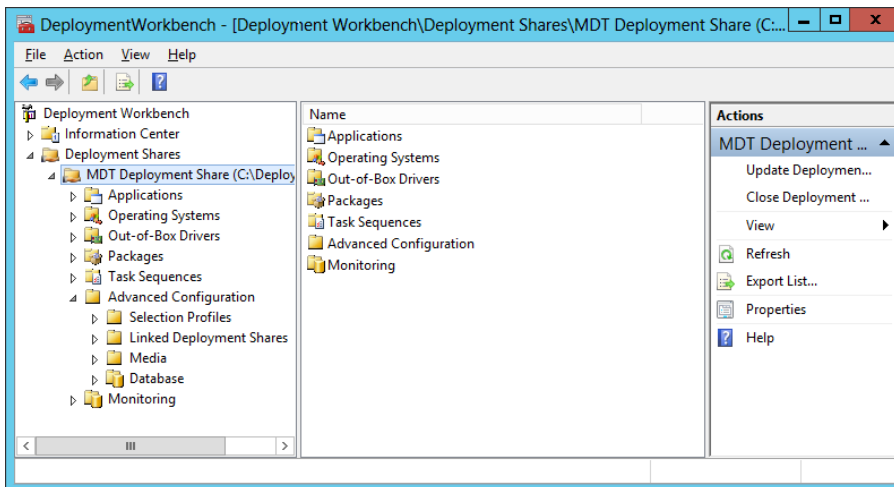 DeploymentWorkbench - [Deployment Workbench\Deployment Shares\MDT Deployment Share (C:...
File Action View Help
Deployment Workbench
Information Center
Deployment Shares
MDT Deployment Share (C:\Deploy
Applications
Operating Systems
Out-of-Box Drivers
Packages
Task Sequences
Advanced Configuration
Selection Profiles
Linked Deployment Shares
Media
Database
Monitoring
Name
Applications
Operating Systems
Out-of-Box Drivers
Packages
Task Sequences
Advanced Configuration
Monitoring
Actions
MDT Deployment ...
Update Deploymen...
Close Deployment ...
View
Refresh
Export List...
Properties
Help